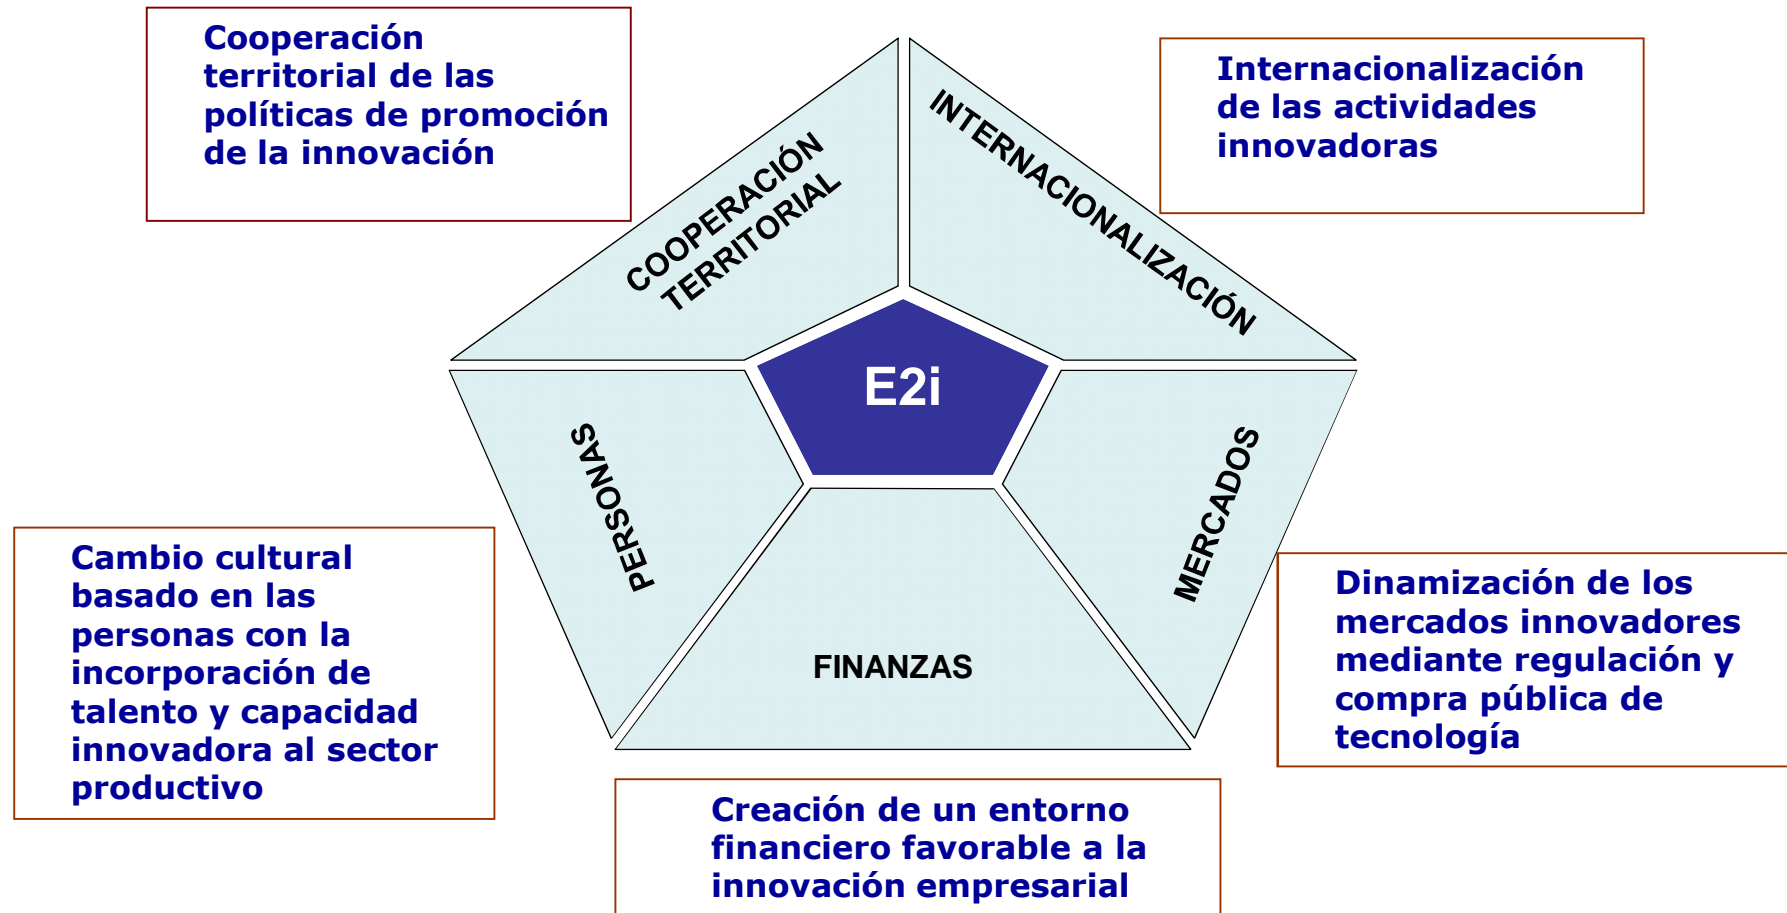 Cooperación
territorial de las
políticas de promoción
de la innovación
Internacionalización
de las actividades
innovadoras
COOPERACIÓN
TERRITORIAL
INTERNACIONALIZACIÓN
E2i
PERSONAS
MERCADOS
FINANZAS
Cambio cultural
basado en las
personas con la
incorporación de
talento y capacidad
innovadora al sector
productivo
Dinamización de los
mercados innovadores
mediante regulación y
compra pública de
tecnología
Creación de un entorno
financiero favorable a la
innovación empresarial